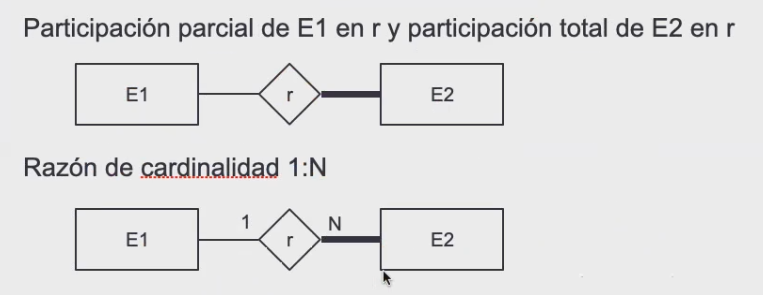 Participación parcial de E1 en r y participación total de E2 en r
E1 r E2
Razón de cardinalidad 1:N
1 N
E1 r E2